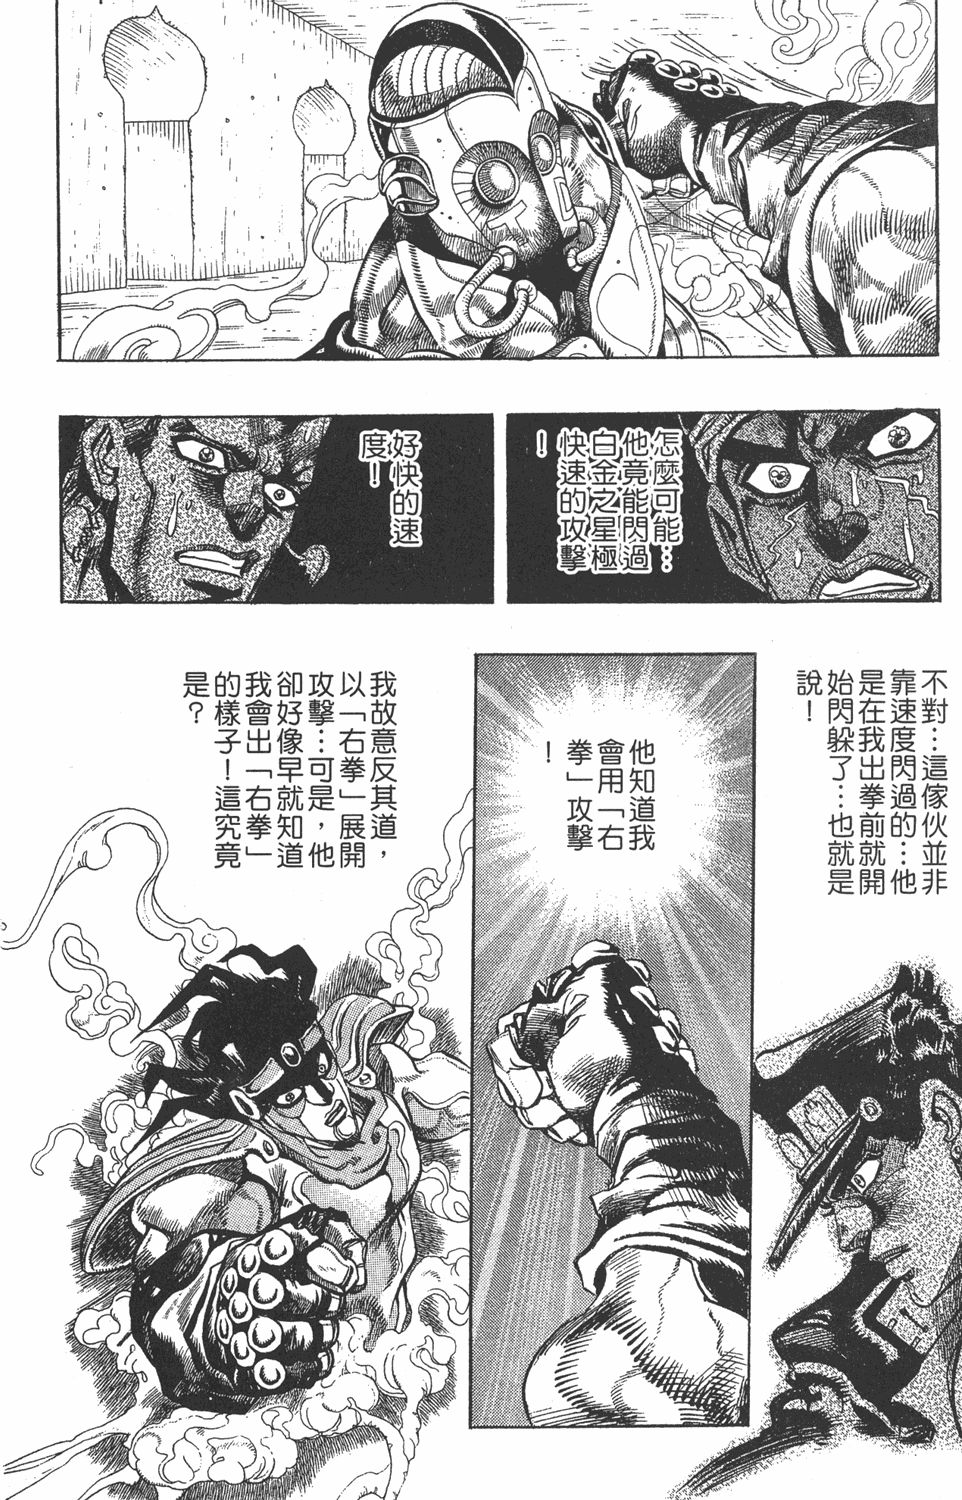 怎麼可能…
他竟能閃過
白金之星極
快速的攻擊
！
好快的速
度！
不對…這傢伙並非
靠速度閃過的…他
是在我出拳前就開
始閃躲了…也就是
說！
他知道我
會用「右
拳」攻擊
！
我故意反其道，
以「右拳」展開
攻擊…可是，他
卻好像早就知道
我會出「右拳」
的樣子！這究竟
是？